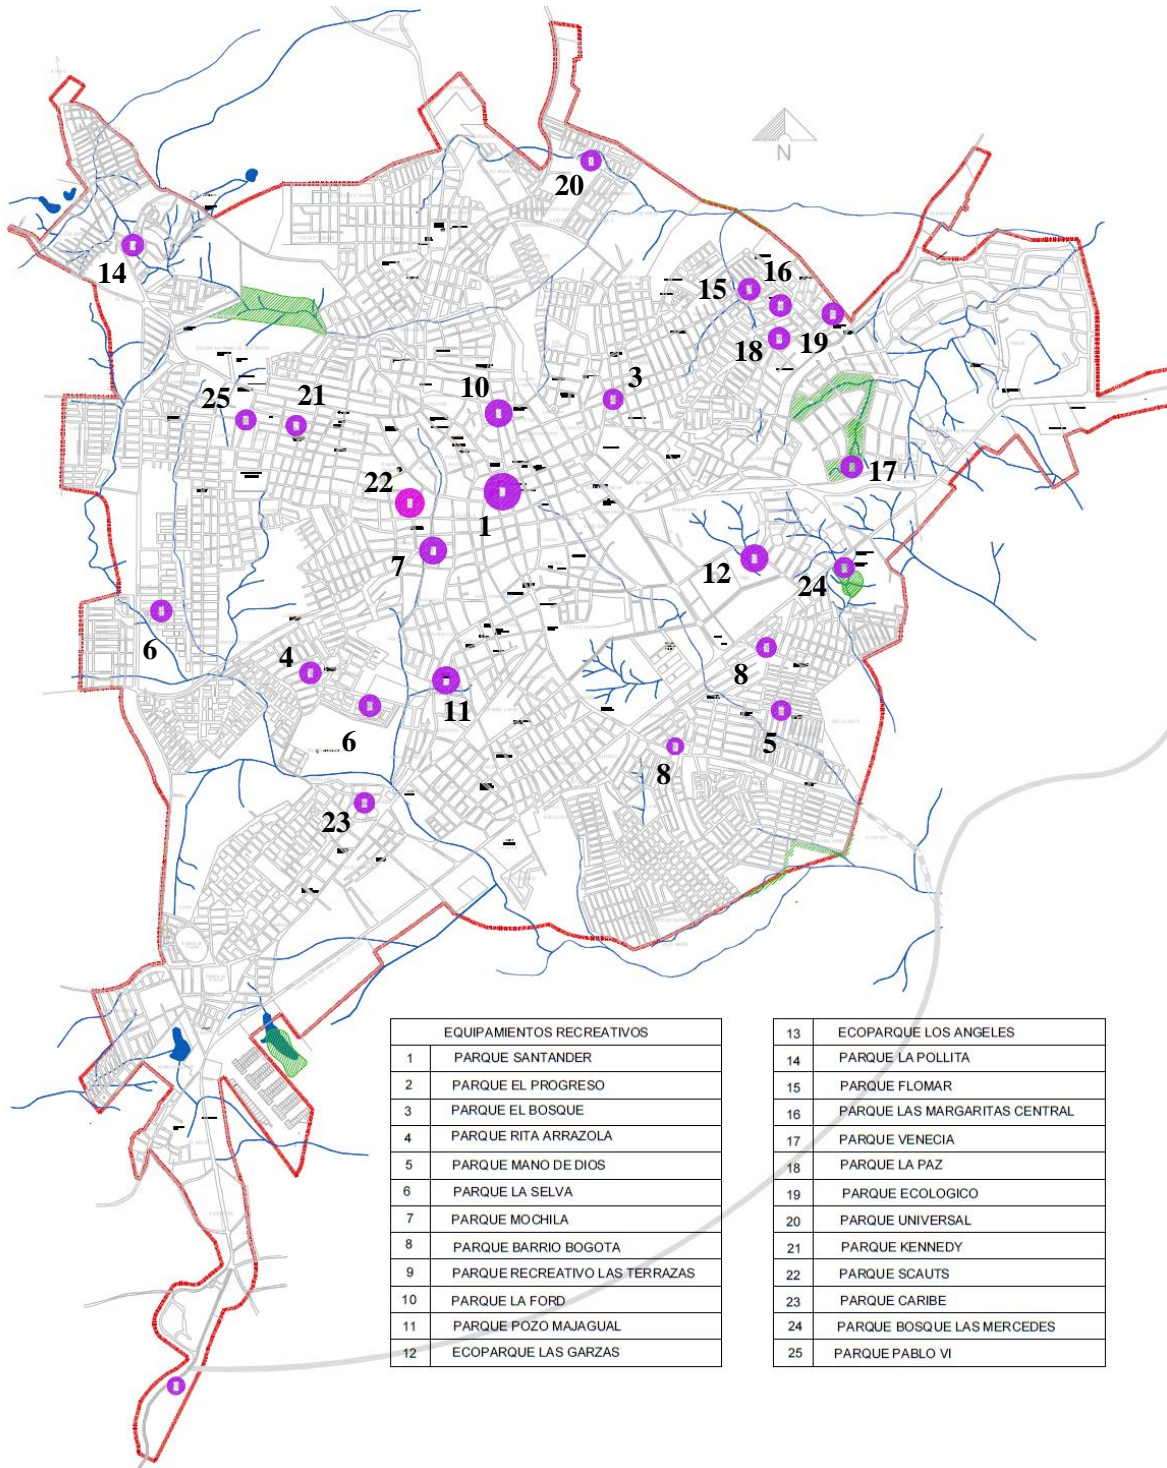 N
20
14
16
15
19
18
3
10
25
21
17
22
1
7
12
24
6
8
4
11
5
6
8
23
EQUIPAMIENTOS RECREATIVOS
1 PARQUE SANTANDER
2 PARQUE EL PROGRESO
3 PARQUE EL BOSQUE
4 PARQUE RITA ARRAZOLA
5 PARQUE MANO DE DIOS
6 PARQUE LA SELVA
7 PARQUE MOCHILA
8 PARQUE BARRIO BOGOTA
9 PARQUE RECREATIVO LAS TERRAZAS
10 PARQUE LA FORD
11 PARQUE POZO MAJAGUAL
12 ECOPARQUE LAS GARZAS
13 ECOPARQUE LOS ANGELES
14 PARQUE LA POLLITA
15 PARQUE FLOMAR
16 PARQUE LAS MARGARITAS CENTRAL
17 PARQUE VENECIA
18 PARQUE LA PAZ
19 PARQUE ECOLOGICO
20 PARQUE UNIVERSAL
21 PARQUE KENNEDY
22 PARQUE SCAUTS
23 PARQUE CARIBE
24 PARQUE BOSQUE LAS MERCEDES
25 PARQUE PABLO VI